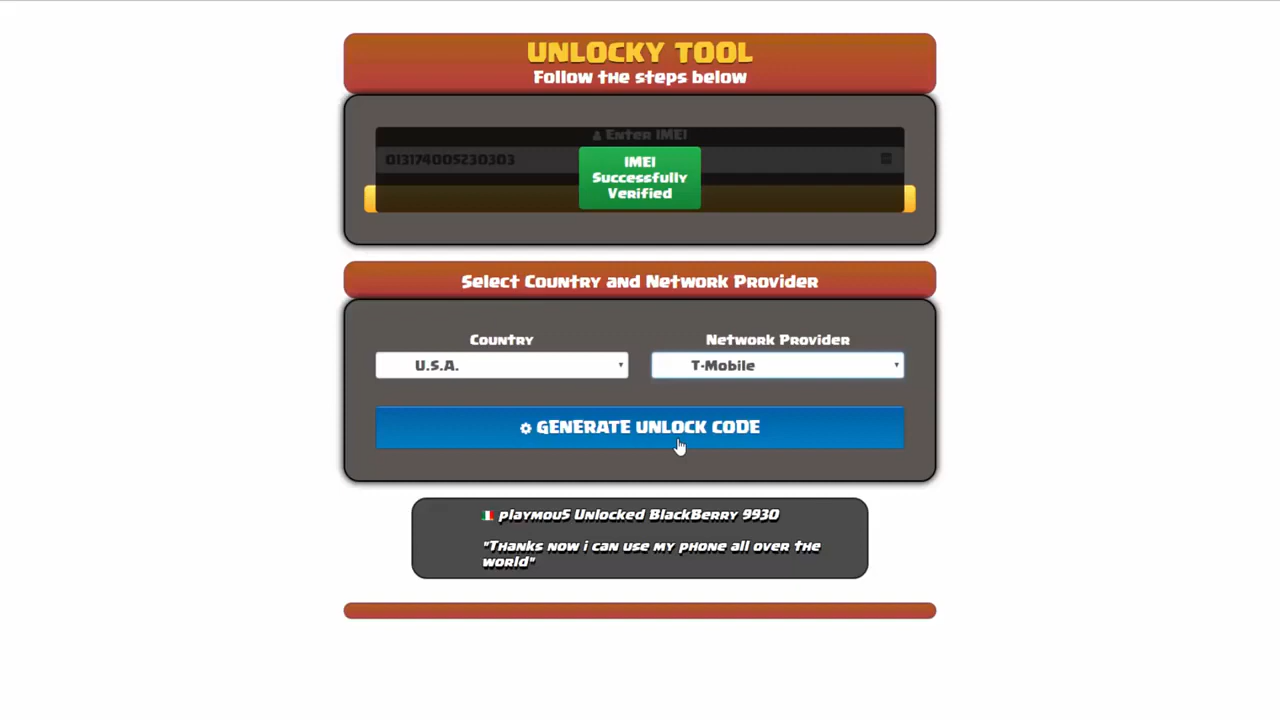 UNLOCKY TOOL
Follow the steps below
Enter IMEI
013174005230303
IMEI
Successfully
Verified
Select Country and Network Provider
Country
Network Provider
U.S.A.
T-Mobile
GENERATE UNLOCK CODE
playmou5 Unlocked BlackBerry 9930
"Thanks now i can use my phone all over the
world"